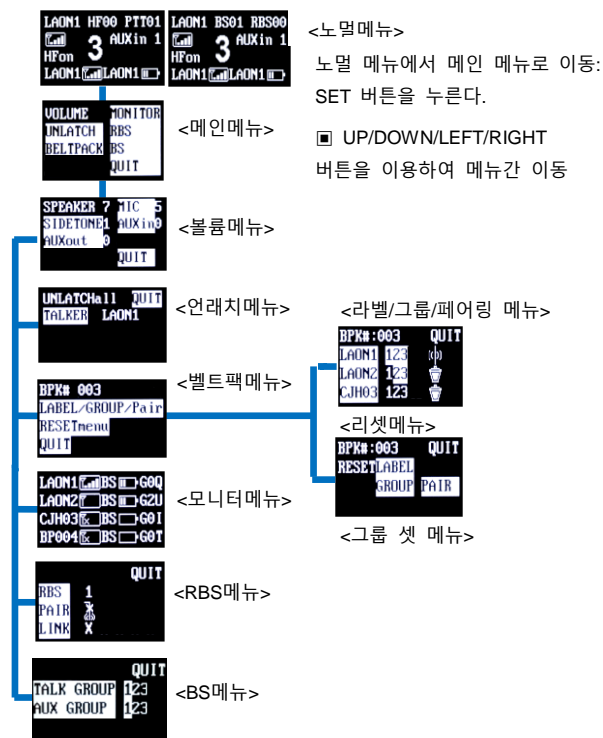 LAON1 HF00 PTT01
AUXin 1
3
HFon
LAON1 LAON1
LAON1 BS01 RBS00
AUXin 1
3
HFon
LAON1 LAON1
<노멀메뉴>
노멀 메뉴에서 메인 메뉴로 이동:
SET 버튼을 누른다.
▣ UP/DOWN/LEFT/RIGHT
버튼을 이용하여 메뉴간 이동
VOLUME MONITOR
UNLATCH RBS
BELTPACK BS
QUIT
<메인메뉴>
SPEAKER 7 MIC 5
SIDETONE1 AUXin0
AUXout 0
QUIT
<볼륨메뉴>
UNLATCHall QUIT
TALKER LAON1
<언래치메뉴>
BPK# 003
LABEL/GROUP/Pair
RESETmenu
QUIT
<벨트팩메뉴>
<라벨/그룹/페어링 메뉴>
BPK#:003 QUIT
LAON1 123
LAON2 123
CJH03 123
<리셋메뉴>
BPK#:003 QUIT
RESET LABEL
GROUP PAIR
<그룹 셋 메뉴>
LAON1 BS G0Q
LAON2 BS G2U
CJH03 BS G0I
BP004 BS G0T
<모니터메뉴>
QUIT
RBS 1
PAIR
LINK X
<RBS메뉴>
QUIT
TALK GROUP 123
AUX GROUP 123
<BS메뉴>